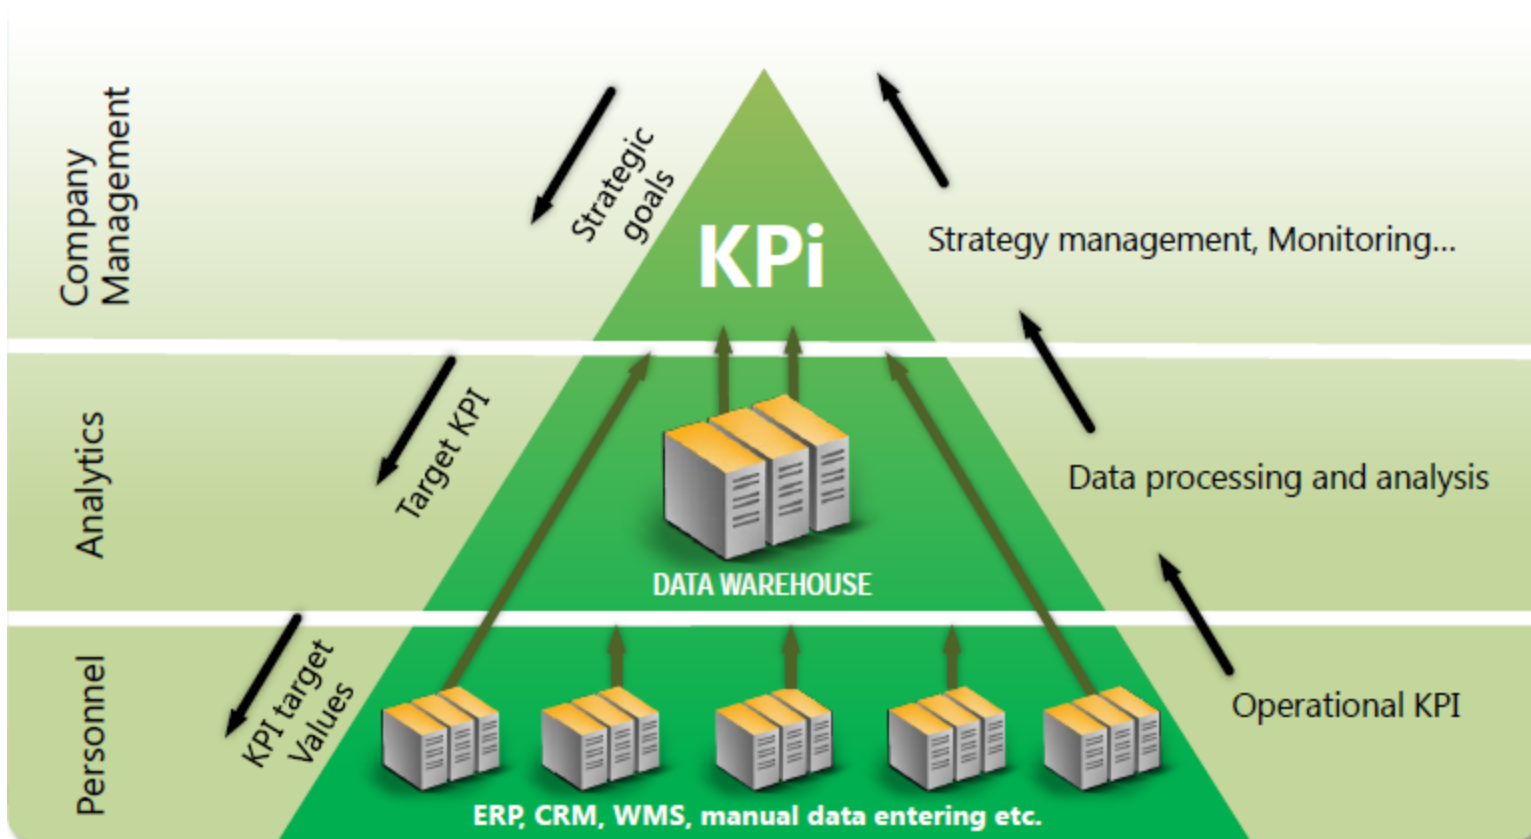 Company
Management
Strategic
goals
KPi
Strategy management, Monitoring...
Analytics
Target KPI
DATA WAREHOUSE
Data processing and analysis
Personnel
KPI target
Values
Operational KPI
ERP, CRM, WMS, manual data entering etc.